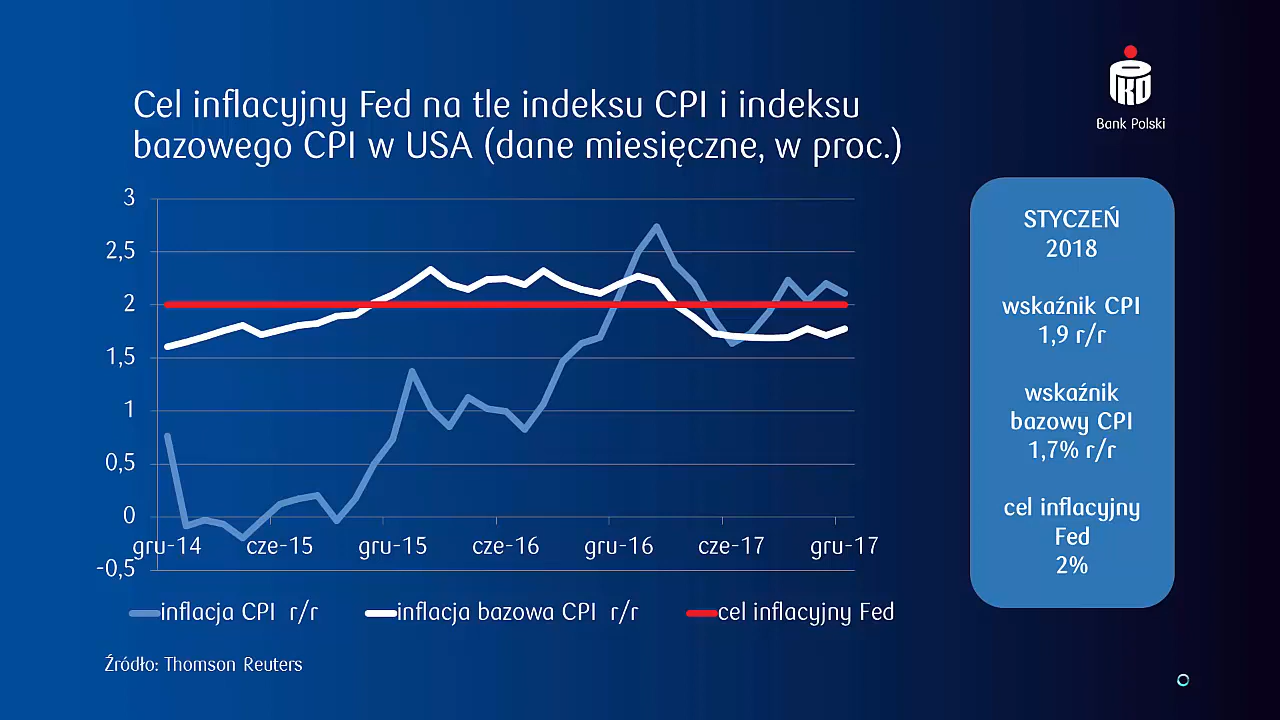 PKO
Bank Polski
Cel inflacyjny Fed na tle indeksu CPI i indeksu
bazowego CPI w USA (dane miesięczne, w proc.)
3
2,5
2
1,5
1
0,5
0
-0,5
gru-14 cze-15 gru-15 cze-16 gru-16 cze-17 gru-17
inflacja CPI r/r inflacja bazowa CPI r/r cel inflacyjny Fed
Źródło: Thomson Reuters
STYCZEŃ
2018
wskaźnik CPI
1,9 r/r
wskaźnik
bazowy CPI
1,7% r/r
cel inflacyjny
Fed
2%